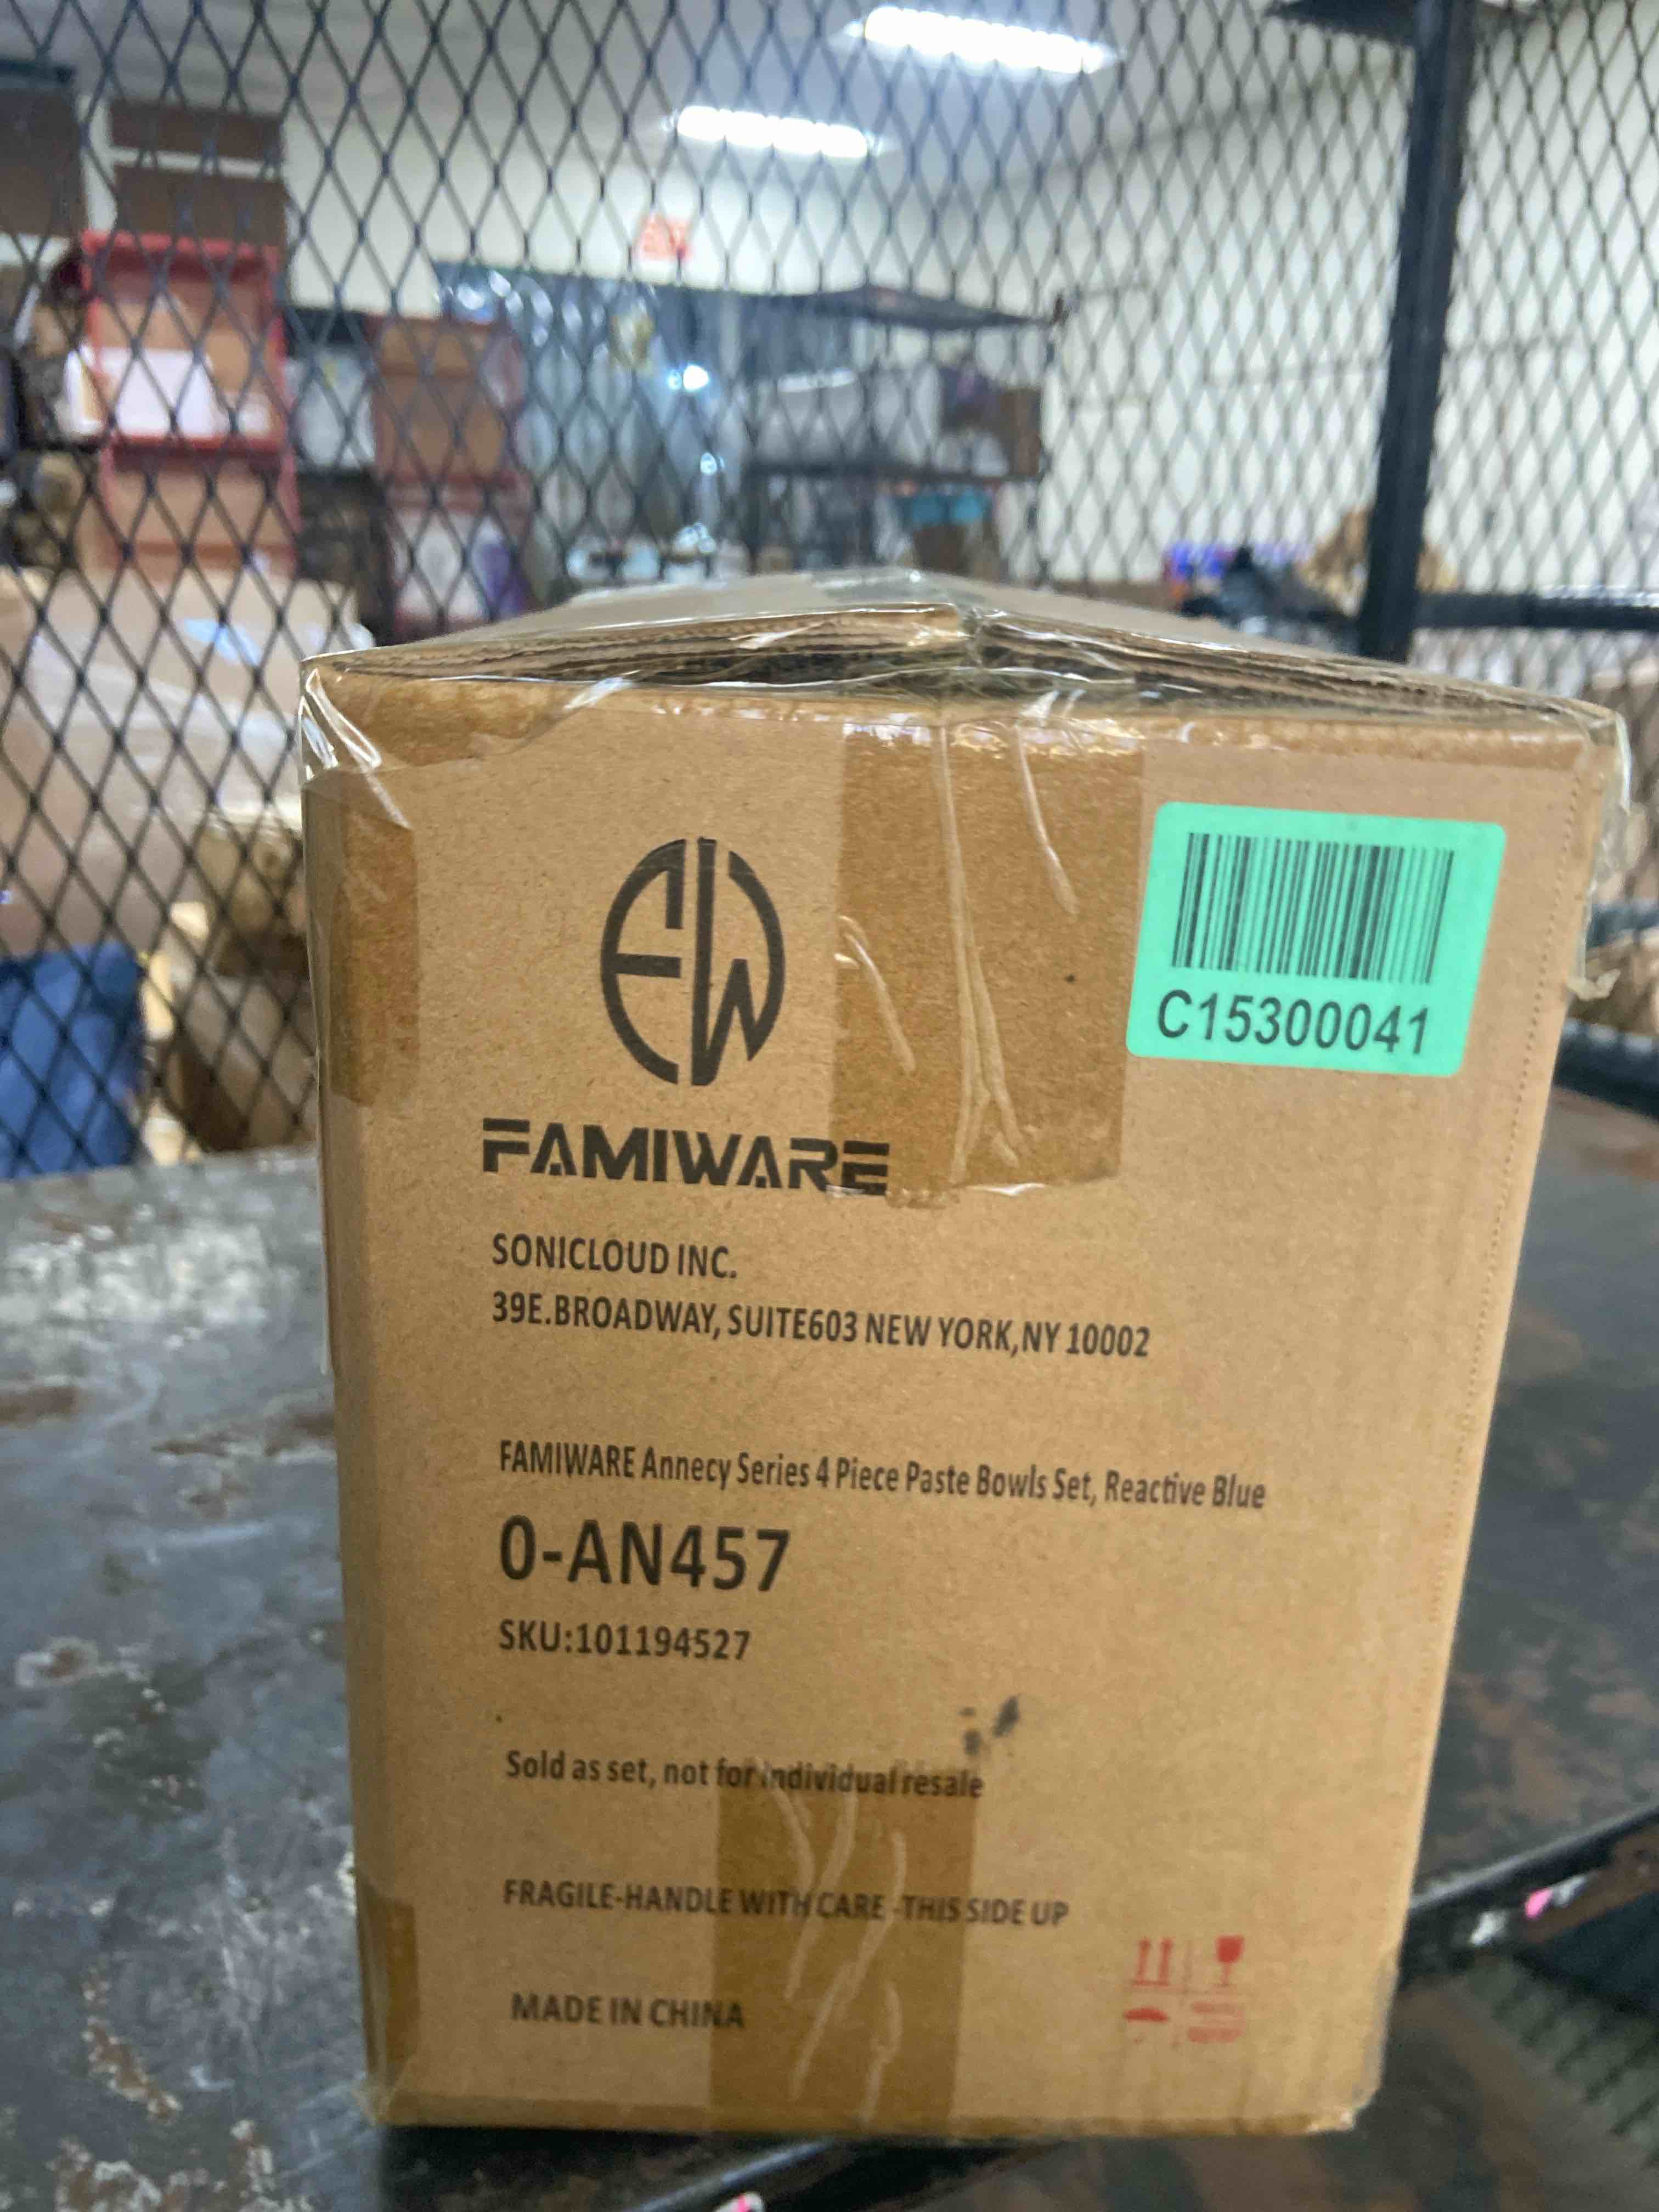 FW
FAMIWARE
C15300041
SONICLOUD INC.
39E.BROADWAY, SUITE603 NEW YORK,NY 10002
FAMIWARE Annecy Series 4 Piece Paste Bowls Set, Reactive Blue
0-AN457
SKU:101194527
Sold as set, not for individual resale
FRAGILE-HANDLE WITH CARE -THIS SIDE UP
MADE IN CHINA